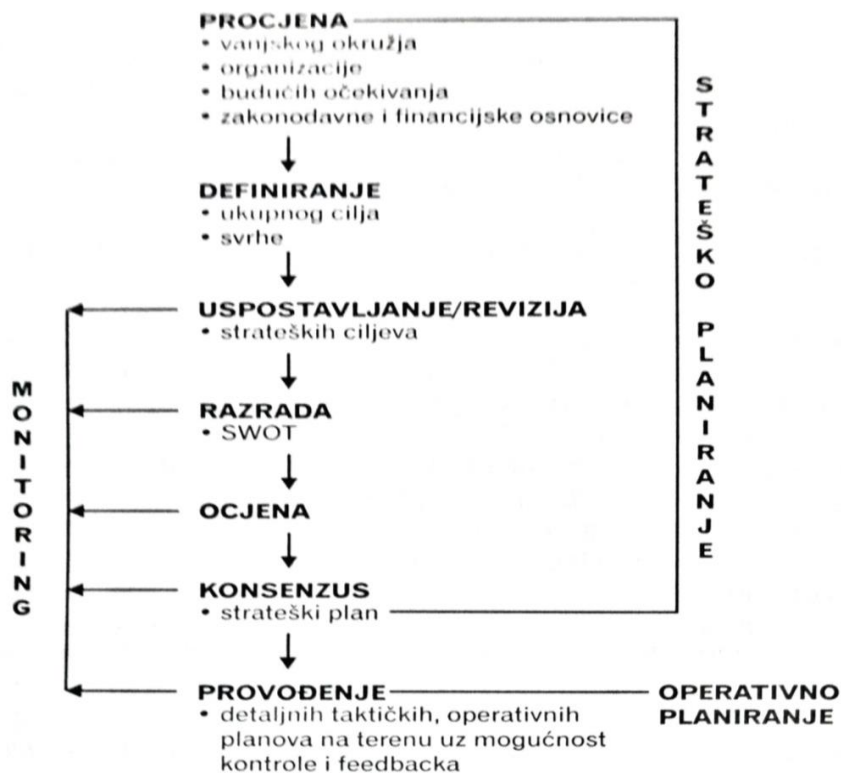 PROCJENA
• vanjskog okružja
• organizacije
• budućih očekivanja
• zakonodavne i financijske osnovice
DEFINIRANJE
• ukupnog cilja
• svrhe
USPOSTAVLJANJE/REVIZIJA
• strateških ciljeva
RAZRADA
• SWOT
OCJENA
KONSENZUS
• strateški plan
PROVOĐENJE
• detaljnih taktičkih, operativnih
planova na terenu uz mogućnost
kontrole i feedbacka
OPERATIVNO
PLANIRANJE
MONITORING
STRATEŠKO PLANIRANJE